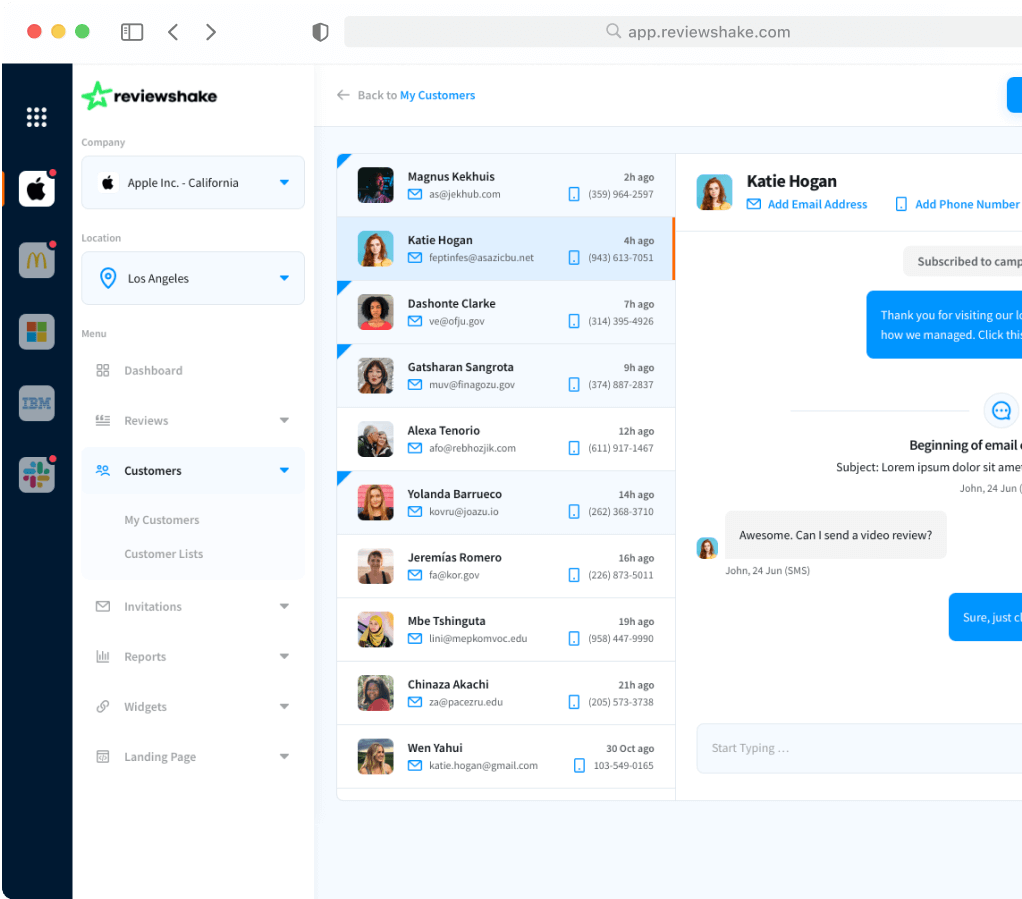 app.reviewshake.com
reviewshake
Company
Apple Inc. - California
Location
Los Angeles
Menu
Dashboard
Reviews
Customers
My Customers
Customer Lists
Invitations
Reports
Widgets
Landing Page
IBM
Back to My Customers
Magnus Kekhuis 2h ago
as@jekhub.com (359) 964-2597
Katie Hogan 4h ago
feptinfes@asazicbu.net (943) 613-7051
Dashonte Clarke 7h ago
ve@ofju.gov (314) 395-4926
Gatsharan Sangrota 9h ago
muv@finagozu.gov (374) 887-2837
Alexa Tenorio 12h ago
afo@rebhozjik.com (611) 917-1467
Yolanda Barrueco 14h ago
kovru@joazu.io (262) 368-3710
Jeremías Romero 16h ago
fa@kor.gov (226) 873-5011
Mbe Tshinguta 19h ago
lini@mepkomvoc.edu (958) 447-9990
Chinaza Akachi 21h ago
za@pacezru.edu (205) 573-3738
Wen Yahui 30 Oct ago
katie.hogan@gmail.com 103-549-0165
Katie Hogan
Add Email Address Add Phone Number
Subscribed to camp
Thank you for visiting our lo
how we managed. Click this
Beginning of email
Subject: Lorem ipsum dolor sit amet
John, 24 Jun (
Awesome. Can I send a video review?
John, 24 Jun (SMS)
Sure, just cl
Start Typing ...